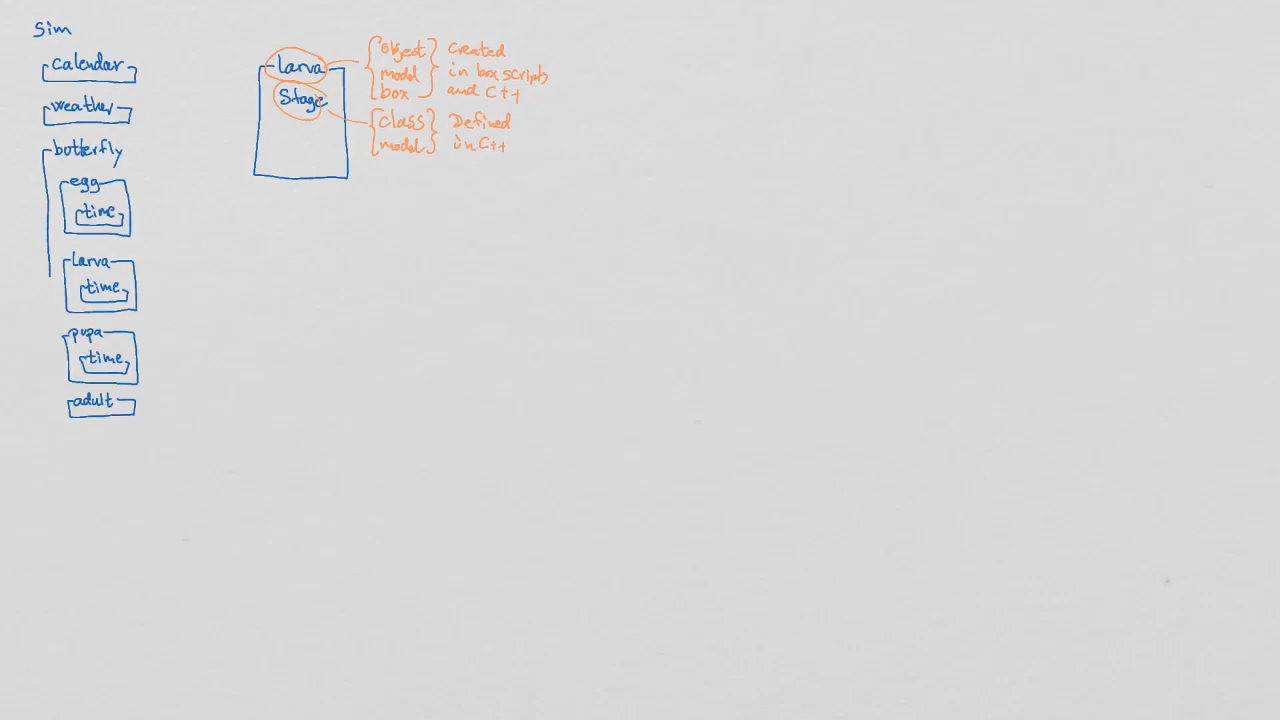 Sim
calendar
weather
butterfly
egg
time
Larva
time
pupa
time
adult
Larva
Stage
object
model
box
Created
in box scripts
and C++
class
model
Defined
in C++